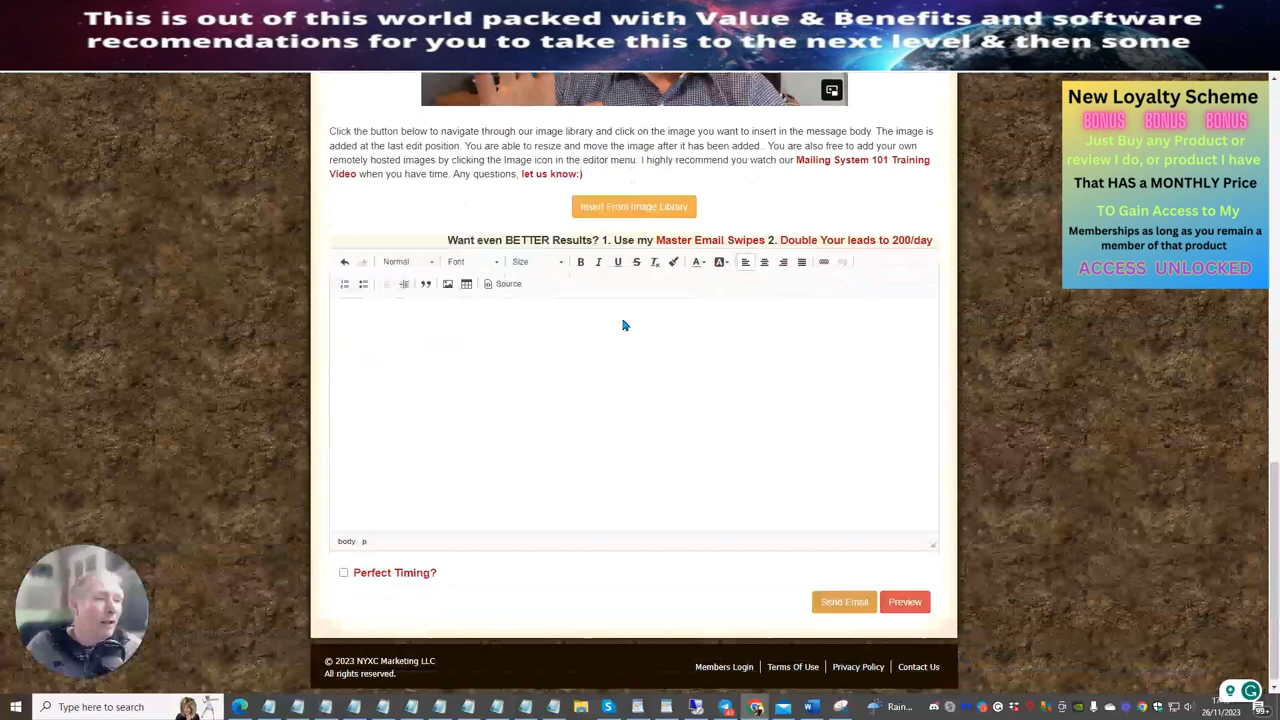 This is out of this world packed with Value & Benefits and software
recomendations for you to take this to the next level & then some
New Loyalty Scheme
BONUS BONUS BONUS
Just Buy any Product or
review I do, or product I have
That HAS a MONTHLY Price
TO Gain Access to My
Memberships as long as you remain a
member of that product
ACCESS UNLOCKED
Click the button below to navigate through our image library and click on the image you want to insert in the message body. The image is
added at the last edit position. You are able to resize and move the image after it has been added.. You are also free to add your own
remotely hosted images by clicking the Image icon in the editor menu. I highly recommend you watch our Mailing System 101 Training
Video when you have time. Any questions, let us know:)
Insert From Image Library
Want even BETTER Results? 1. Use my Master Email Swipes 2. Double Your leads to 200/day
Normal Font Size B I U S Tx A A
Source
body p
Perfect Timing?
Send Email Preview
© 2023 NYXC Marketing LLC
All rights reserved.
Members Login Terms Of Use Privacy Policy Contact Us
Type here to search
Rain...
26/11/2023
99+